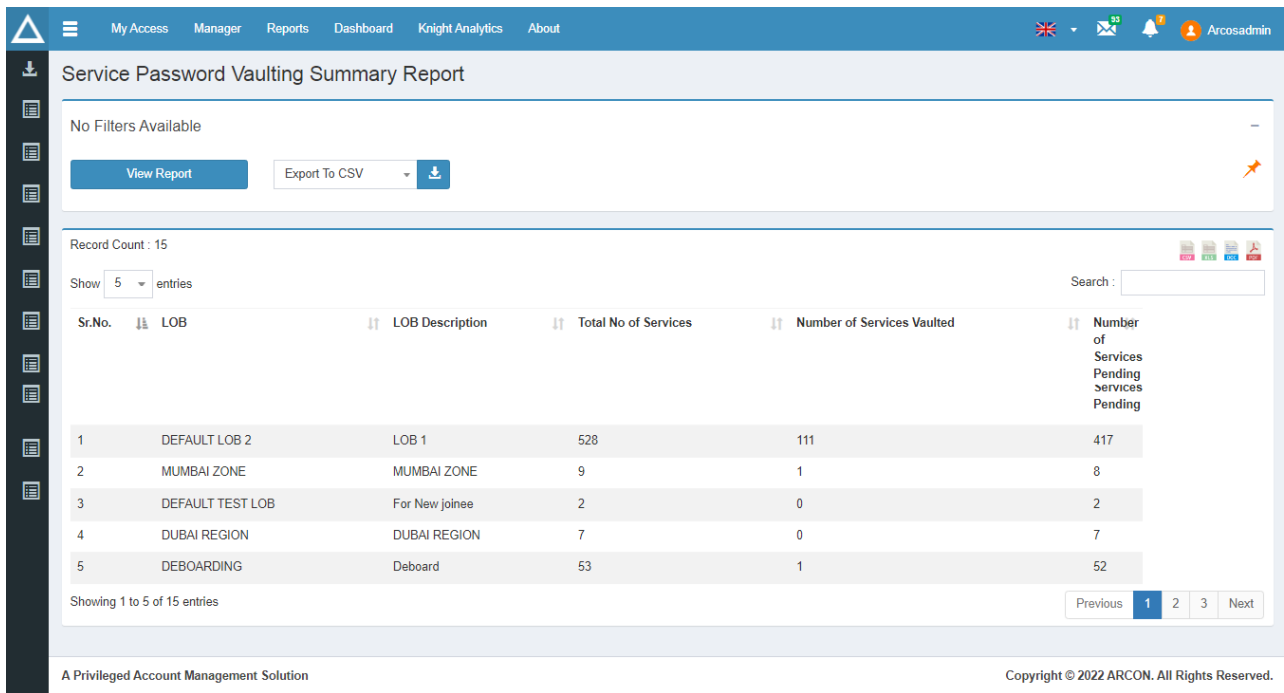 My Access Manager Reports Dashboard Knight Analytics About 93 7 Arcosadmin
Service Password Vaulting Summary Report
No Filters Available
View Report Export To CSV
Record Count : 15
CSV XLS DOC PDF
Show 5 entries Search :
Sr.No. LOB LOB Description Total No of Services Number of Services Vaulted Number
of
Services
Pending
Services
Pending
1 DEFAULT LOB 2 LOB 1 528 111 417
2 MUMBAI ZONE MUMBAI ZONE 9 1 8
3 DEFAULT TEST LOB For New joinee 2 0 2
4 DUBAI REGION DUBAI REGION 7 0 7
5 DEBOARDING Deboard 53 1 52
Showing 1 to 5 of 15 entries Previous 1 2 3 Next
A Privileged Account Management Solution Copyright © 2022 ARCON. All Rights Reserved.